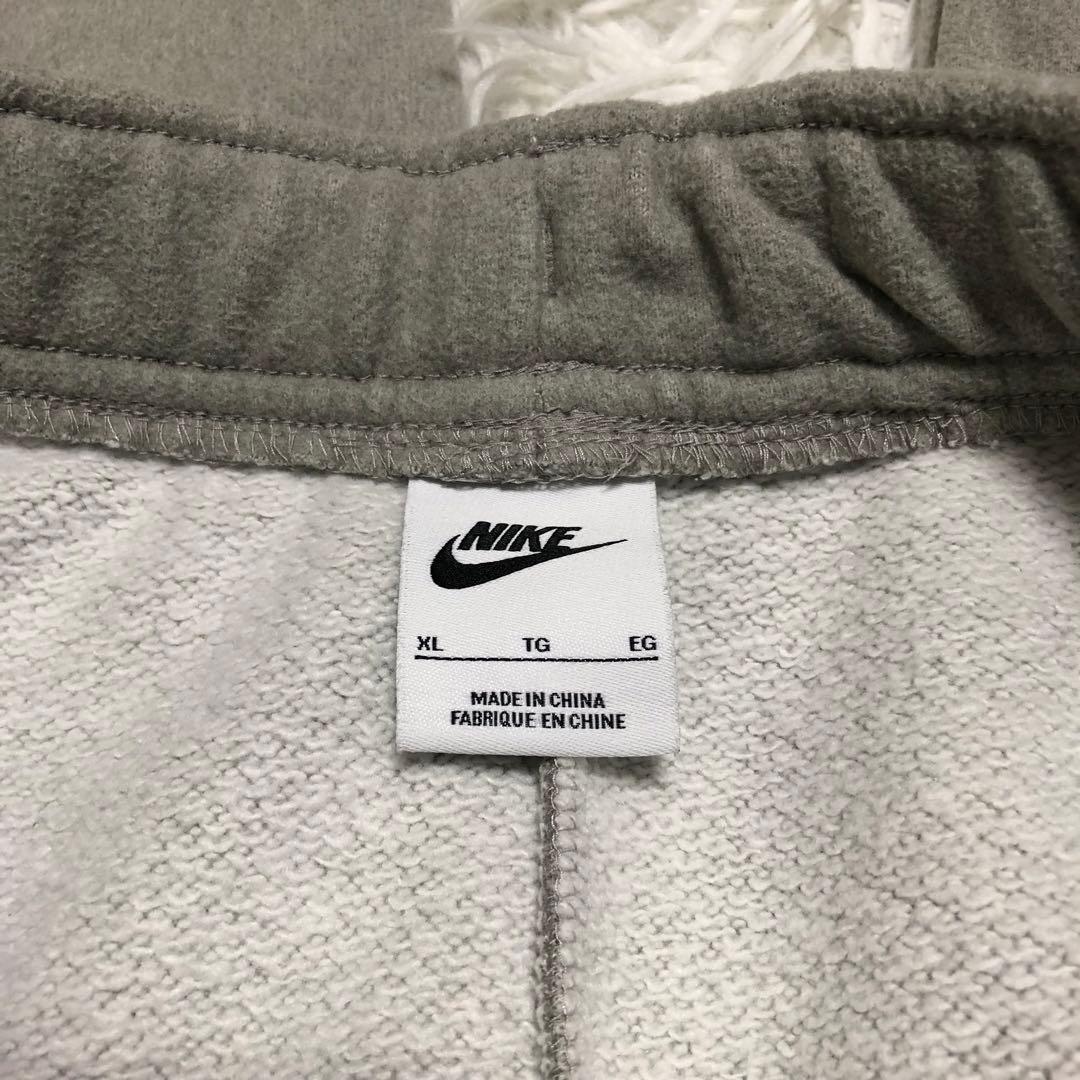 NIKE
XL TG EG
MADE IN CHINA
FABRIQUE EN CHINE